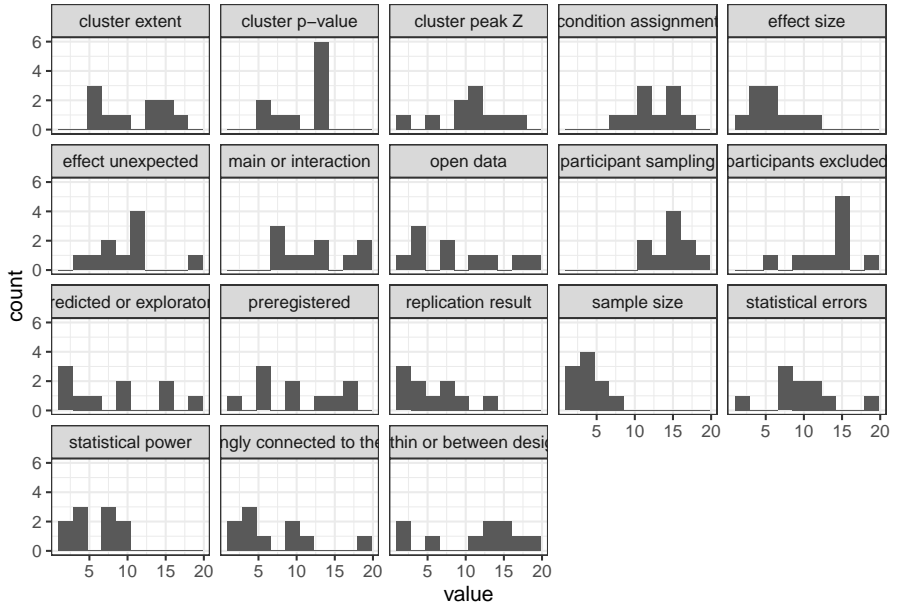 cluster extent
cluster p−value
cluster peak Z
condition assignment
effect size
6
4
2
0
effect unexpected
main or interaction
open data
participant sampling
participants excluded
6
4
2
0
redicted or explorator
preregistered
replication result
sample size
statistical errors
6
4
2
0
5 10 15 20
5 10 15 20
statistical power
ngly connected to the
thin or between desig
6
4
2
0
5 10 15 20
5 10 15 20
5 10 15 20
count
value